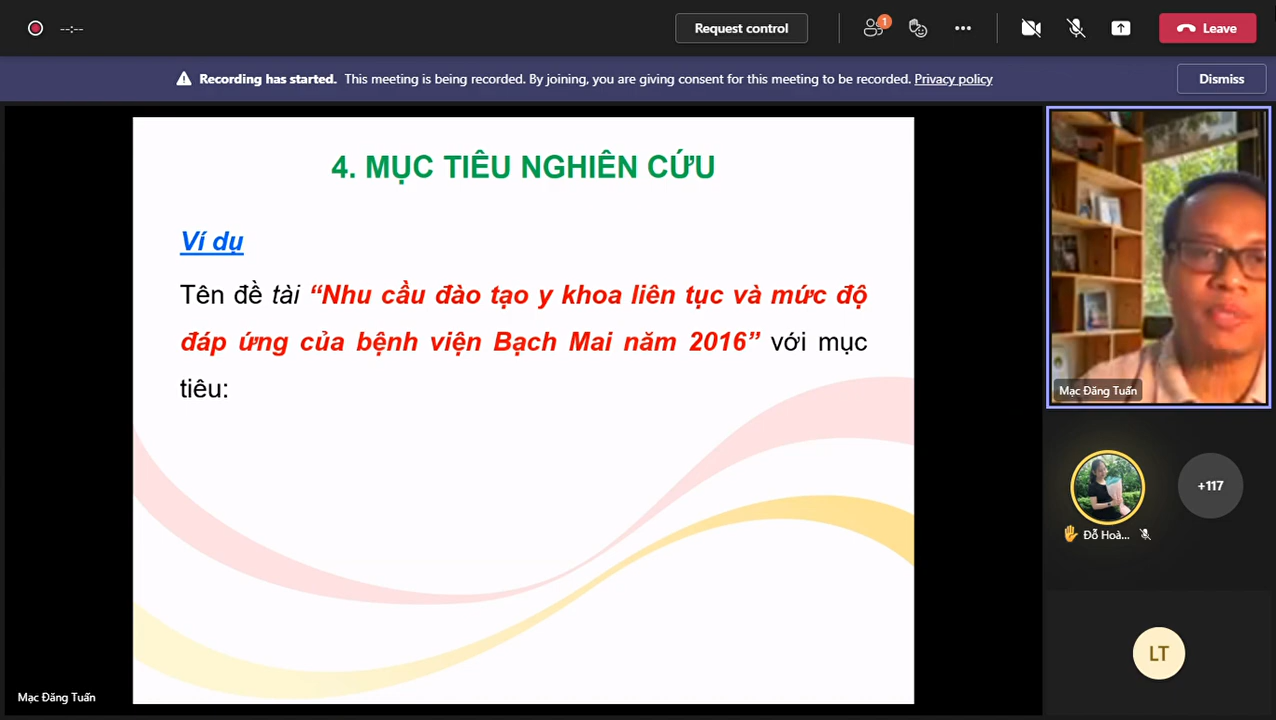 --:--
Request control
1
Leave
Recording has started. This meeting is being recorded. By joining, you are giving consent for this meeting to be recorded. Privacy policy
Dismiss
4. MỤC TIÊU NGHIÊN CỨU
Ví dụ
Tên đề tài “Nhu cầu đào tạo y khoa liên tục và mức độ
đáp ứng của bệnh viện Bạch Mai năm 2016” với mục
tiêu:
Mạc Đăng Tuấn
+117
Đỗ Hoà...
LT
Mạc Đăng Tuấn